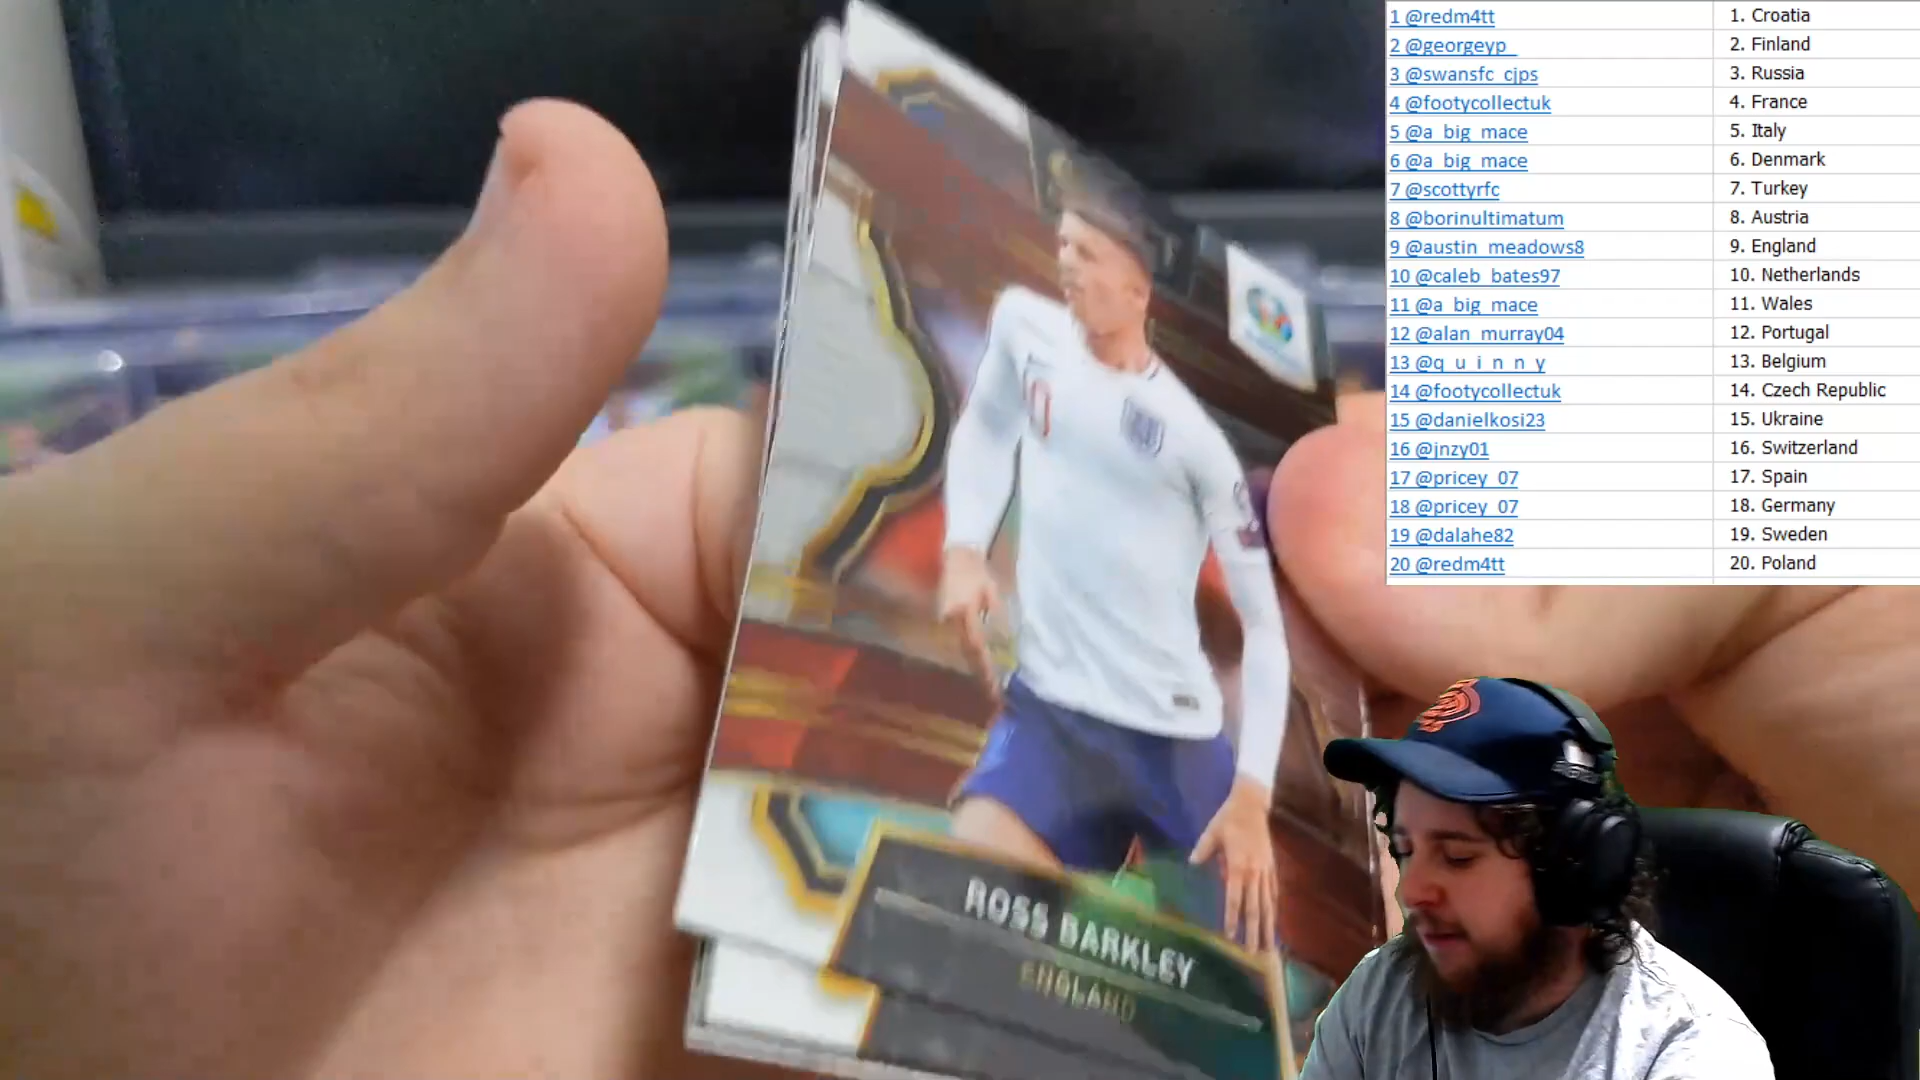 1 @redm4tt 1. Croatia
2 @georgeyp_ 2. Finland
3 @swansfc_cjps 3. Russia
4 @footycollectuk 4. France
5 @a_big_mace 5. Italy
6 @a_big_mace 6. Denmark
7 @scottyrfc 7. Turkey
8 @borinultimatum 8. Austria
9 @austin_meadows8 9. England
10 @caleb_bates97 10. Netherlands
11 @a_big_mace 11. Wales
12 @alan_murray04 12. Portugal
13 @q_u_i_n_n_y 13. Belgium
14 @footycollectuk 14. Czech Republic
15 @danielkosi23 15. Ukraine
16 @jnzy01 16. Switzerland
17 @pricey_07 17. Spain
18 @pricey_07 18. Germany
19 @dalahe82 19. Sweden
20 @redm4tt 20. Poland
ROSS BARKLEY
ENGLAND